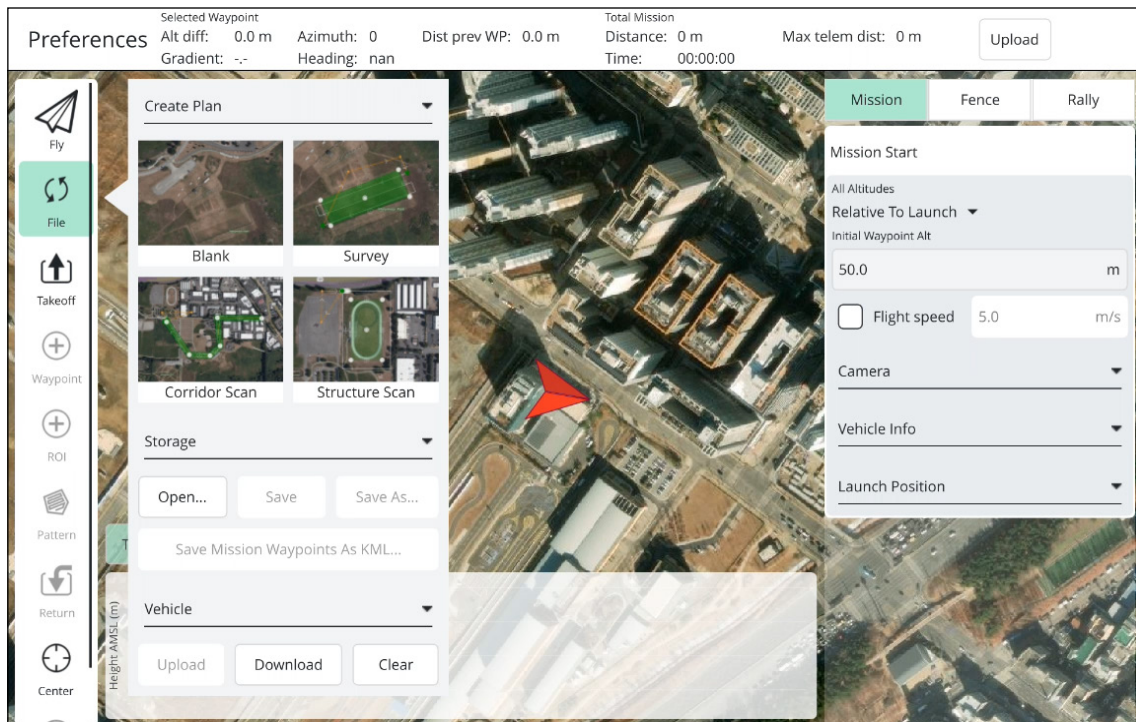 Preferences
Selected Waypoint
Alt diff: 0.0 m Azimuth: 0 Dist prev WP: 0.0 m
Gradient: -.- Heading: nan
Total Mission
Distance: 0 m Max telem dist: 0 m
Time: 00:00:00
Upload
Fly
File
Takeoff
Waypoint
ROI
Pattern
Return
Center
Create Plan
Blank Survey
Corridor Scan Structure Scan
Storage
Open... Save Save As...
Save Mission Waypoints As KML...
Vehicle
Upload Download Clear
Height AMSL (m)
Mission Fence Rally
Mission Start
All Altitudes
Relative To Launch
Initial Waypoint Alt
50.0 m
Flight speed 5.0 m/s
Camera
Vehicle Info
Launch Position